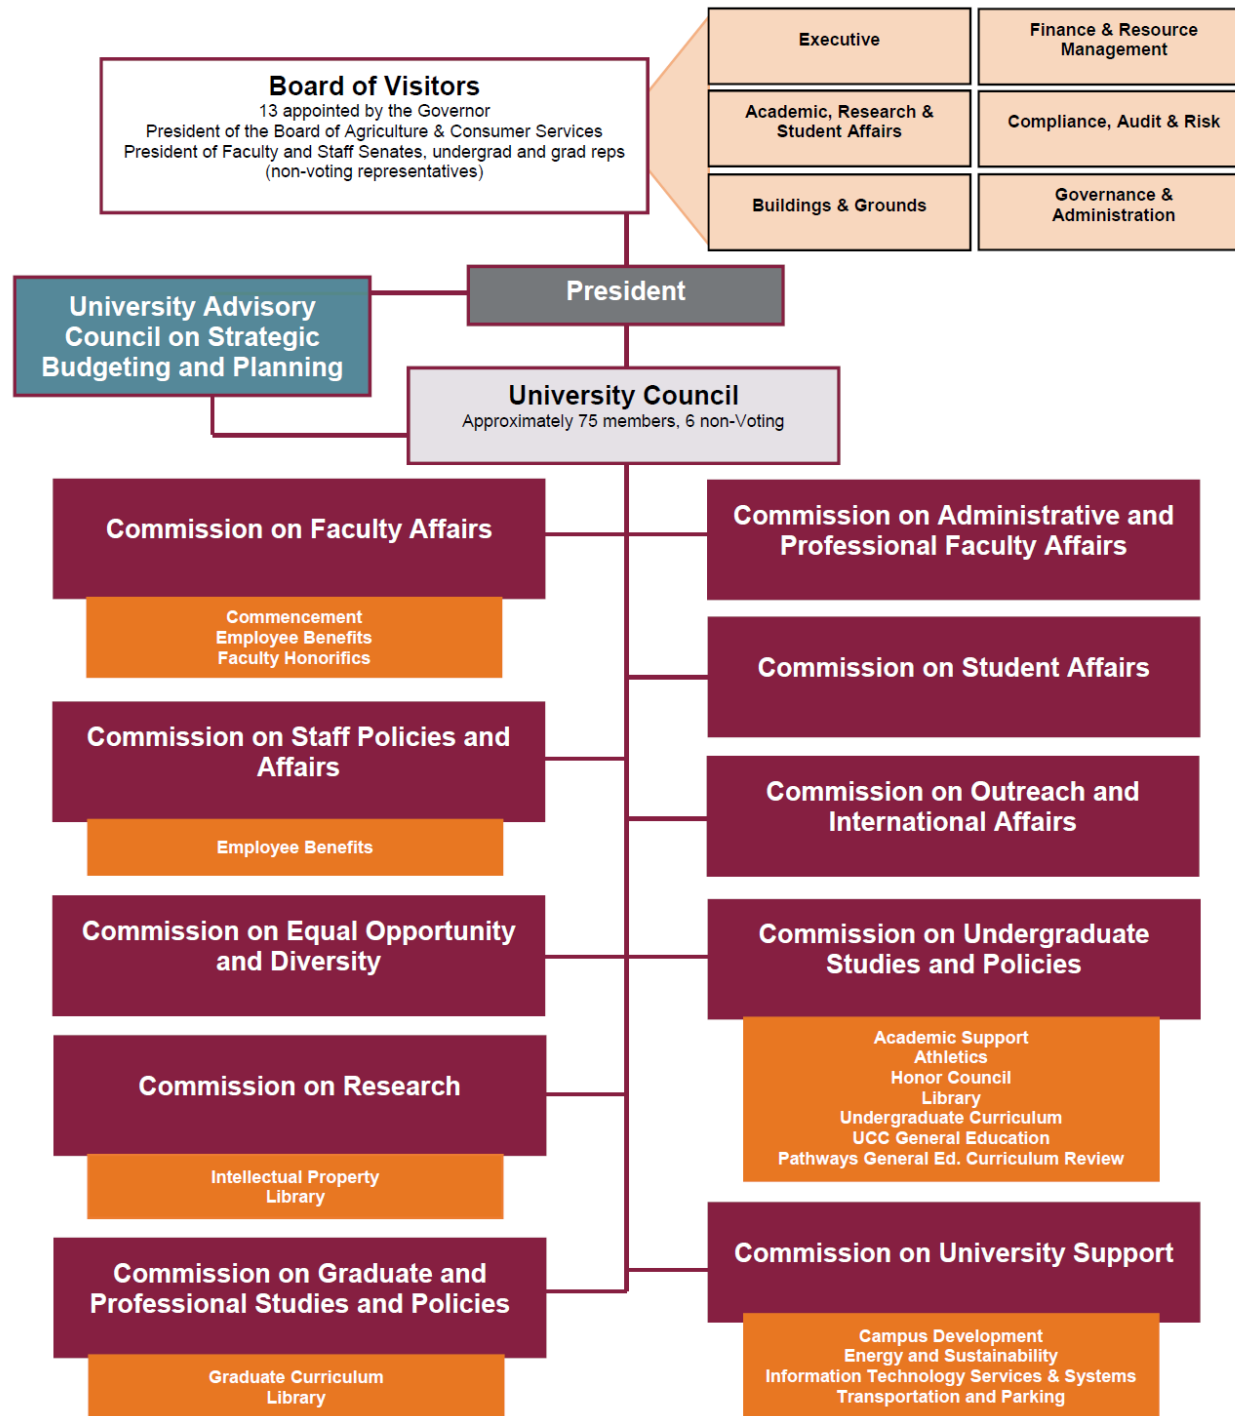 Board of Visitors
13 appointed by the Governor
President of the Board of Agriculture & Consumer Services
President of Faculty and Staff Senates, undergrad and grad reps
(non-voting representatives)
Executive
Finance & Resource
Management
Academic, Research &
Student Affairs
Compliance, Audit & Risk
Buildings & Grounds
Governance &
Administration
President
University Advisory
Council on Strategic
Budgeting and Planning
University Council
Approximately 75 members, 6 non-Voting
Commission on Faculty Affairs
Commencement
Employee Benefits
Faculty Honorifics
Commission on Administrative and
Professional Faculty Affairs
Commission on Student Affairs
Commission on Staff Policies and
Affairs
Employee Benefits
Commission on Outreach and
International Affairs
Commission on Equal Opportunity
and Diversity
Commission on Undergraduate
Studies and Policies
Academic Support
Athletics
Honor Council
Library
Undergraduate Curriculum
UCC General Education
Pathways General Ed. Curriculum Review
Commission on Research
Intellectual Property
Library
Commission on Graduate and
Professional Studies and Policies
Graduate Curriculum
Library
Commission on University Support
Campus Development
Energy and Sustainability
Information Technology Services & Systems
Transportation and Parking